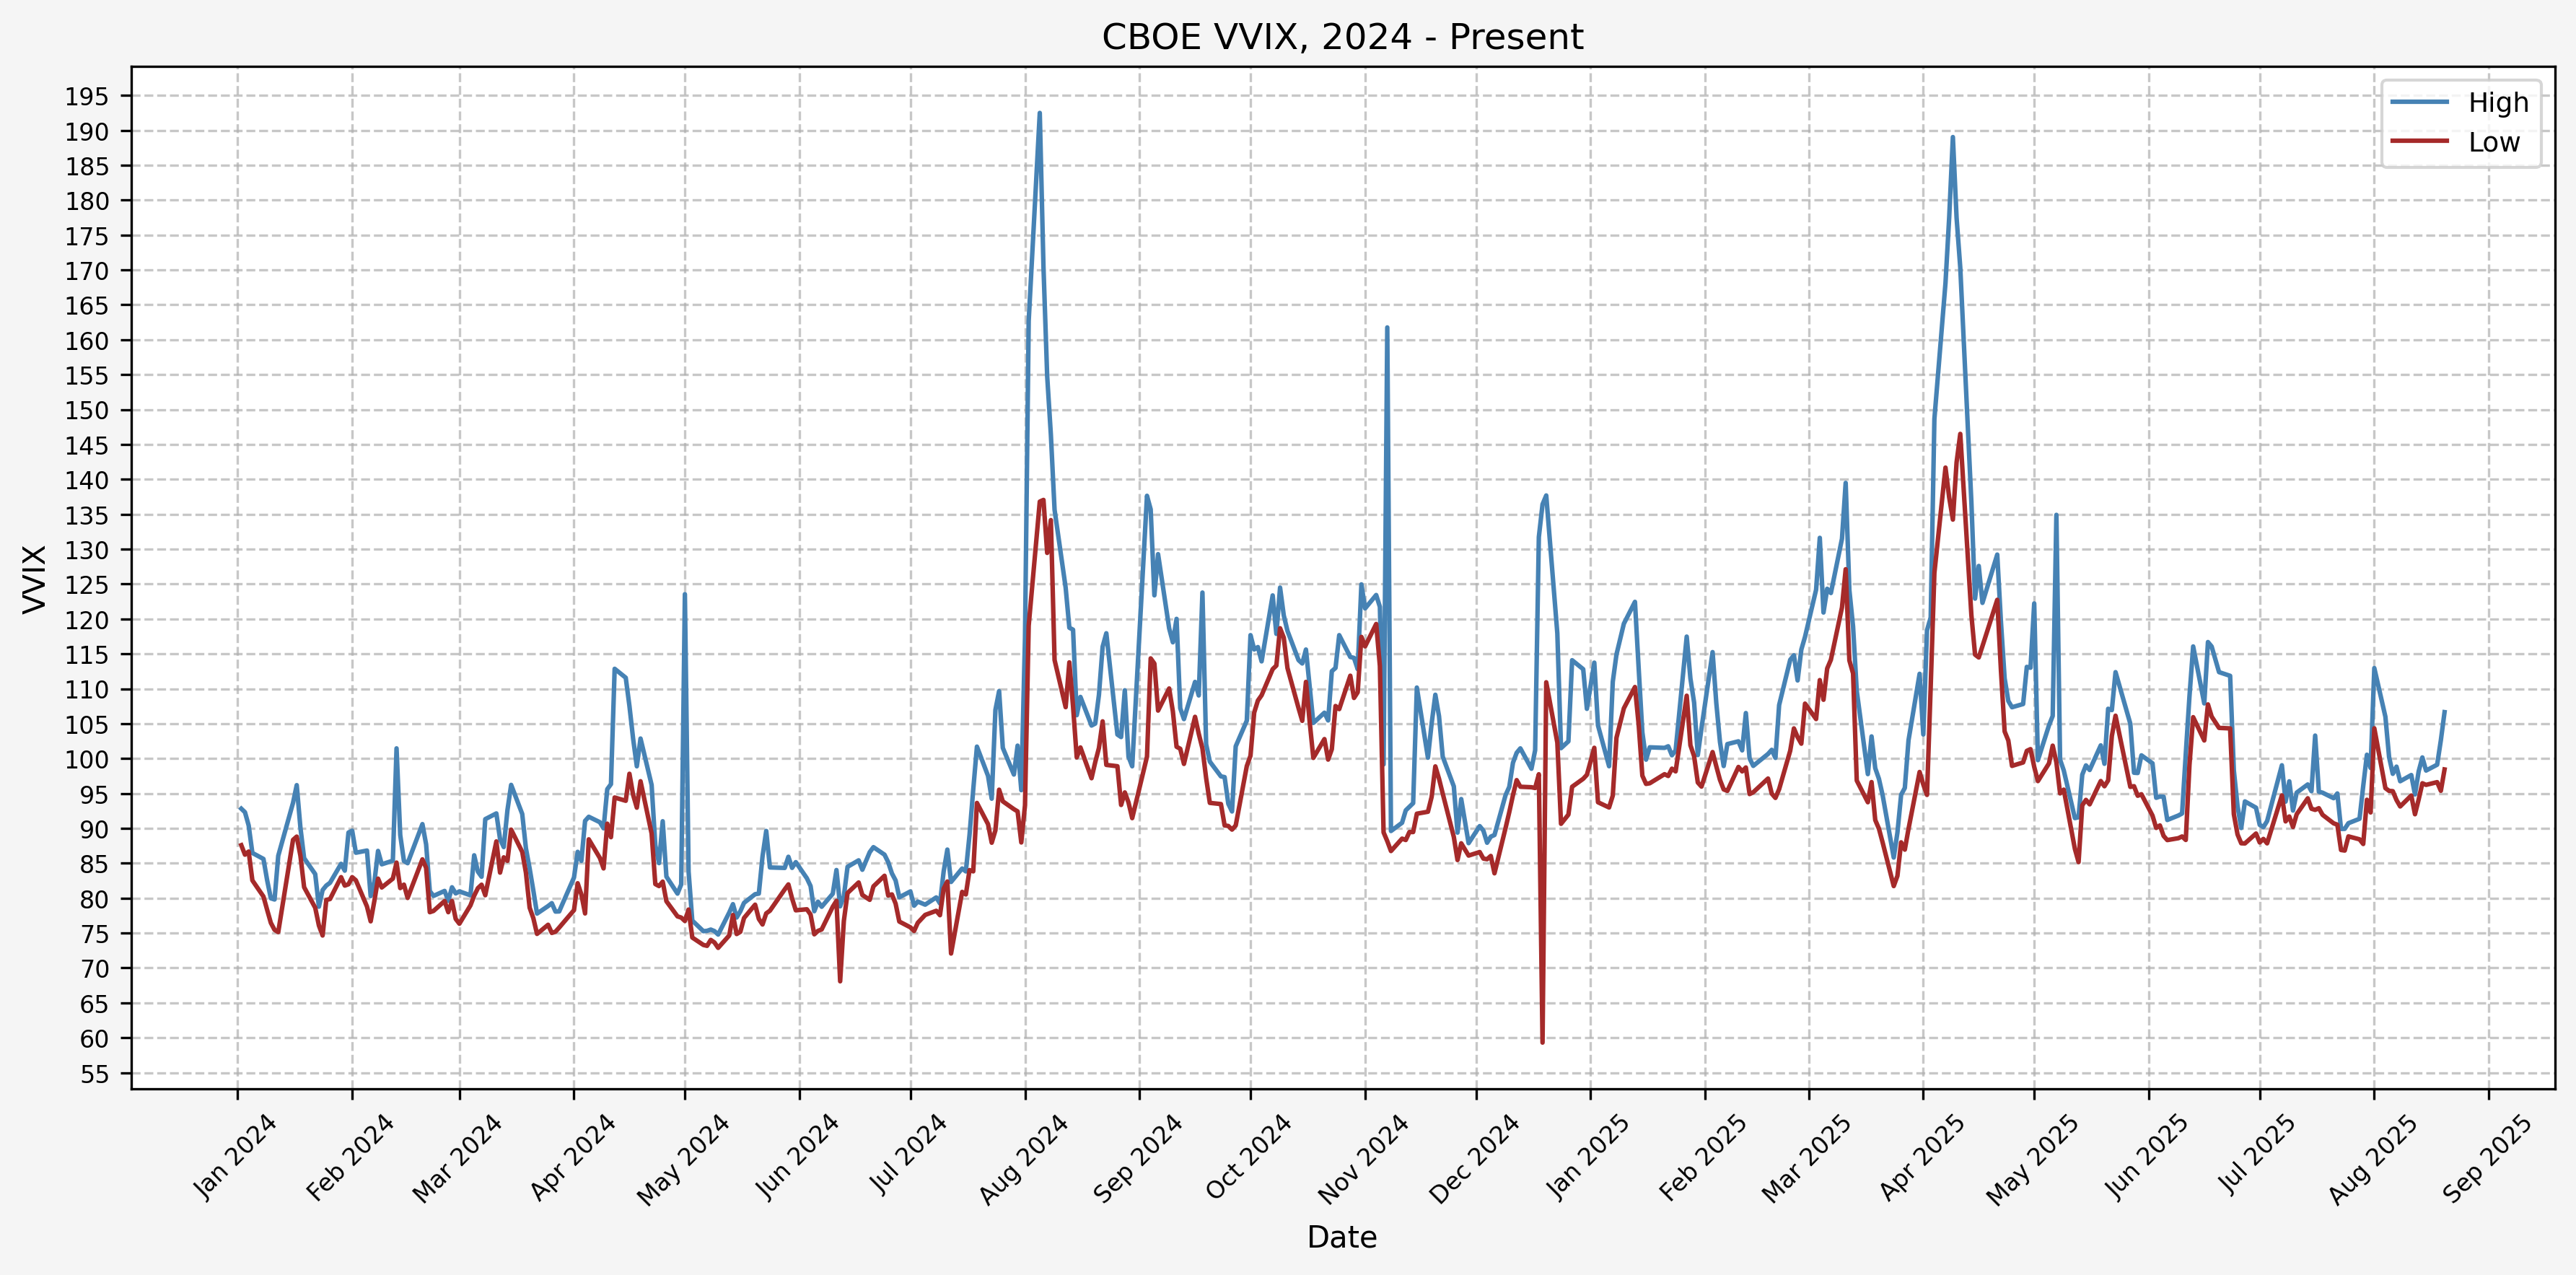 CBOE VVIX, 2024 - Present
High
Low
VVIX
195
190
185
180
175
170
165
160
155
150
145
140
135
130
125
120
115
110
105
100
95
90
85
80
75
70
65
60
55
Jan 2024
Feb 2024
Mar 2024
Apr 2024
May 2024
Jun 2024
Jul 2024
Aug 2024
Sep 2024
Oct 2024
Nov 2024
Dec 2024
Jan 2025
Feb 2025
Mar 2025
Apr 2025
May 2025
Jun 2025
Jul 2025
Aug 2025
Sep 2025
Date